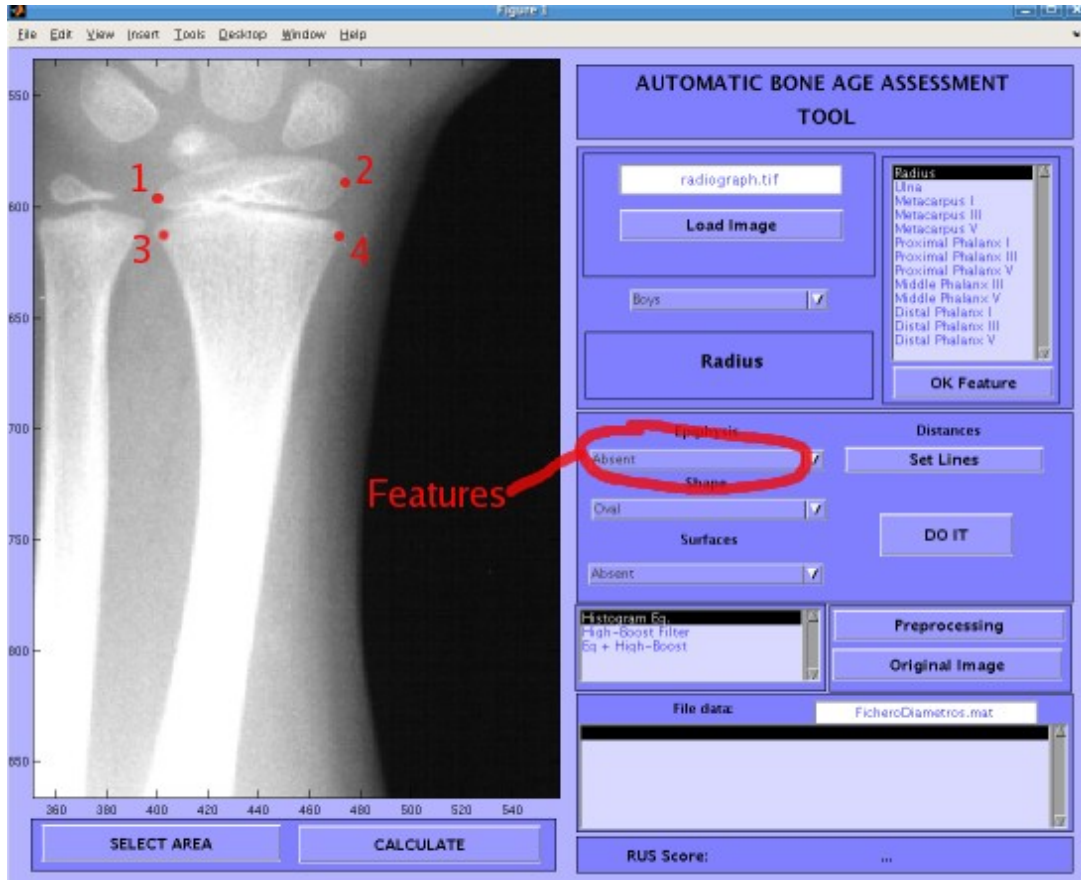 Figure 1
File Edit View Insert Tools Desktop Window Help
550
600
650
700
750
800
850
360 380 400 420 440 460 480 500 520 540
1
2
3
4
Features
SELECT AREA
CALCULATE
AUTOMATIC BONE AGE ASSESSMENT
TOOL
radiograph.tif
Load Image
Boys
Radius
Radius
Ulna
Metacarpus I
Metacarpus III
Metacarpus V
Proximal Phalanx I
Proximal Phalanx III
Proximal Phalanx V
Middle Phalanx III
Middle Phalanx V
Distal Phalanx I
Distal Phalanx III
Distal Phalanx V
OK Feature
Epiphysis
Absent
Shape
Oval
Surfaces
Absent
Distances
Set Lines
DO IT
Histogram Eq.
High-Boost Filter
Eq + High-Boost
Preprocessing
Original Image
File data:
FicheroDiametros.mat
RUS Score:
...